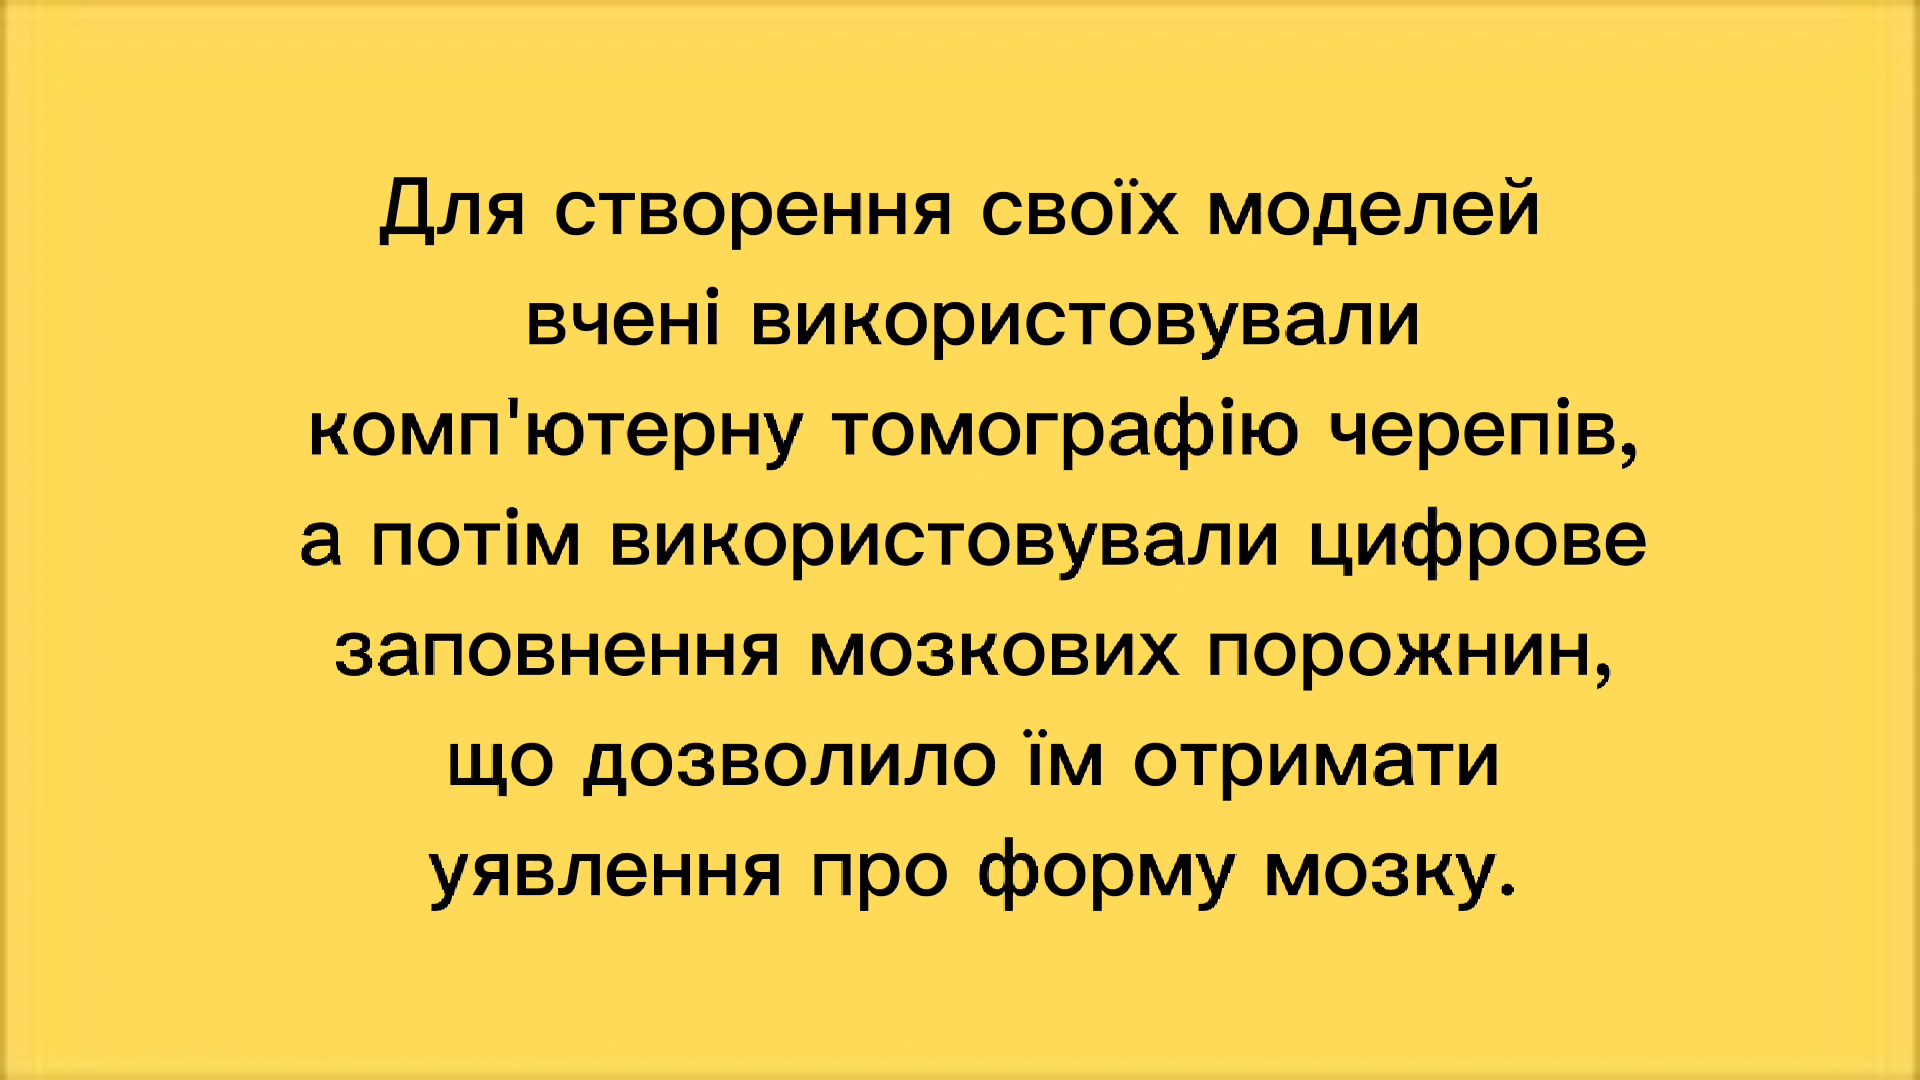 Для створення своїх моделей
вчені використовували
комп'ютерну томографію черепів,
а потім використовували цифрове
заповнення мозкових порожнин,
що дозволило їм отримати
уявлення про форму мозку.